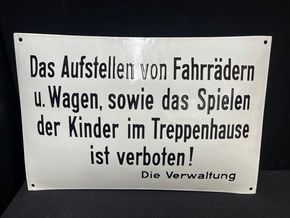 Das Aufstellen von Fahrrädern
u. Wagen, sowie das Spielen
der Kinder im Treppenhause
ist verboten!
Die Verwaltung